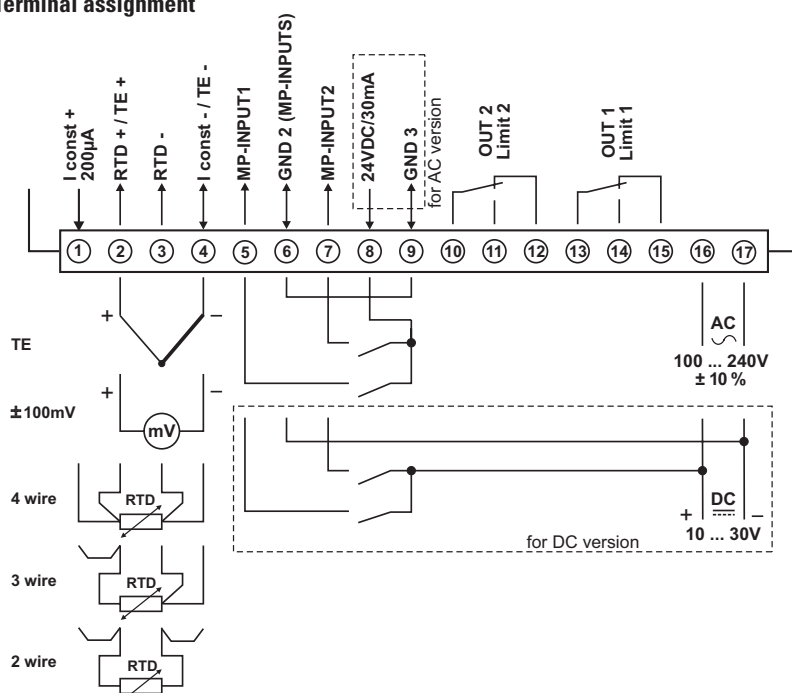 Terminal assignment
I const +
200µA
RTD + / TE +
RTD -
I const - / TE -
MP-INPUT1
GND 2 (MP-INPUTS)
MP-INPUT2
24VDC/30mA
GND 3
for AC version
OUT 2
Limit 2
OUT 1
Limit 1
1 2 3 4 5 6 7 8 9 10 11 12 13 14 15 16 17
+ −
TE
AC
100 ... 240V
± 10 %
+ −
±100mV
mV
4 wire
RTD
+ DC −
10 ... 30V
for DC version
3 wire
RTD
2 wire
RTD